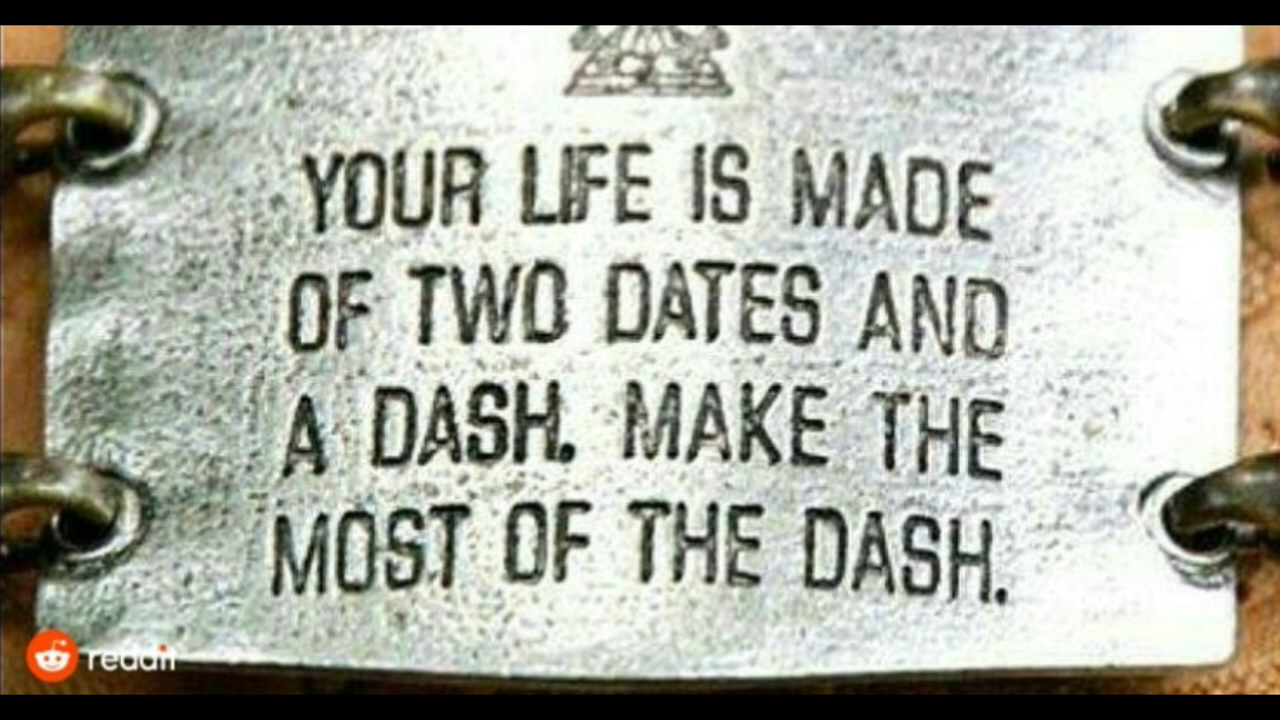 YOUR LIFE IS MADE
OF TWO DATES AND
A DASH. MAKE THE
MOST OF THE DASH.
reddit